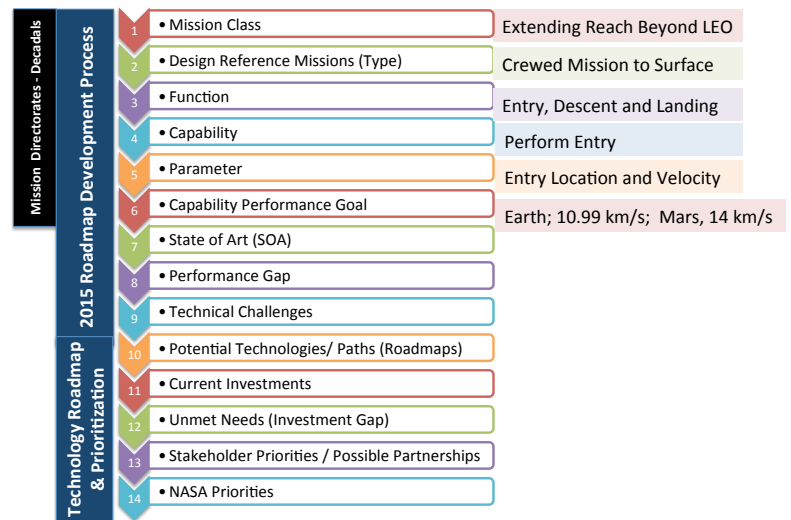 Mission Directorates - Decadals
2015 Roadmap Development Process
Technology Roadmap
& Prioritization
1 • Mission Class Extending Reach Beyond LEO
2 • Design Reference Missions (Type) Crewed Mission to Surface
3 • Function Entry, Descent and Landing
4 • Capability Perform Entry
5 • Parameter Entry Location and Velocity
6 • Capability Performance Goal Earth; 10.99 km/s; Mars, 14 km/s
7 • State of Art (SOA)
8 • Performance Gap
9 • Technical Challenges
10 • Potential Technologies/ Paths (Roadmaps)
11 • Current Investments
12 • Unmet Needs (Investment Gap)
13 • Stakeholder Priorities / Possible Partnerships
14 • NASA Priorities